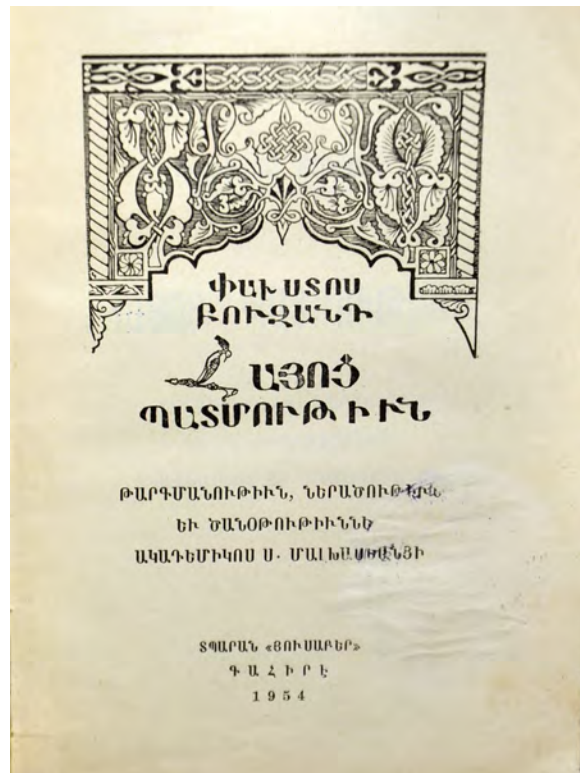 ՓԱՒՍՏՈՍ
ԲՈՒԶԱՆԴ
ՀԱՅՈՑ
ՊԱՏՄՈՒԹԻՒՆ
ԹԱՐԳՄԱՆՈՒԹԻՒՆ, ՆԵՐԱԾՈՒԹԻՒՆ
ԵՒ ԾԱՆՕԹՈՒԹԻՒՆՆԵՐ
ԱԿԱԴԵՄԻԿՈՍ Ս. ՄԱԼԽԱՍԵԱՆՑԻ
ՏՊԱՐԱՆ «ՅՈՒՍԱԲԵՐ»
ԳԱՀԻՐԷ
1954